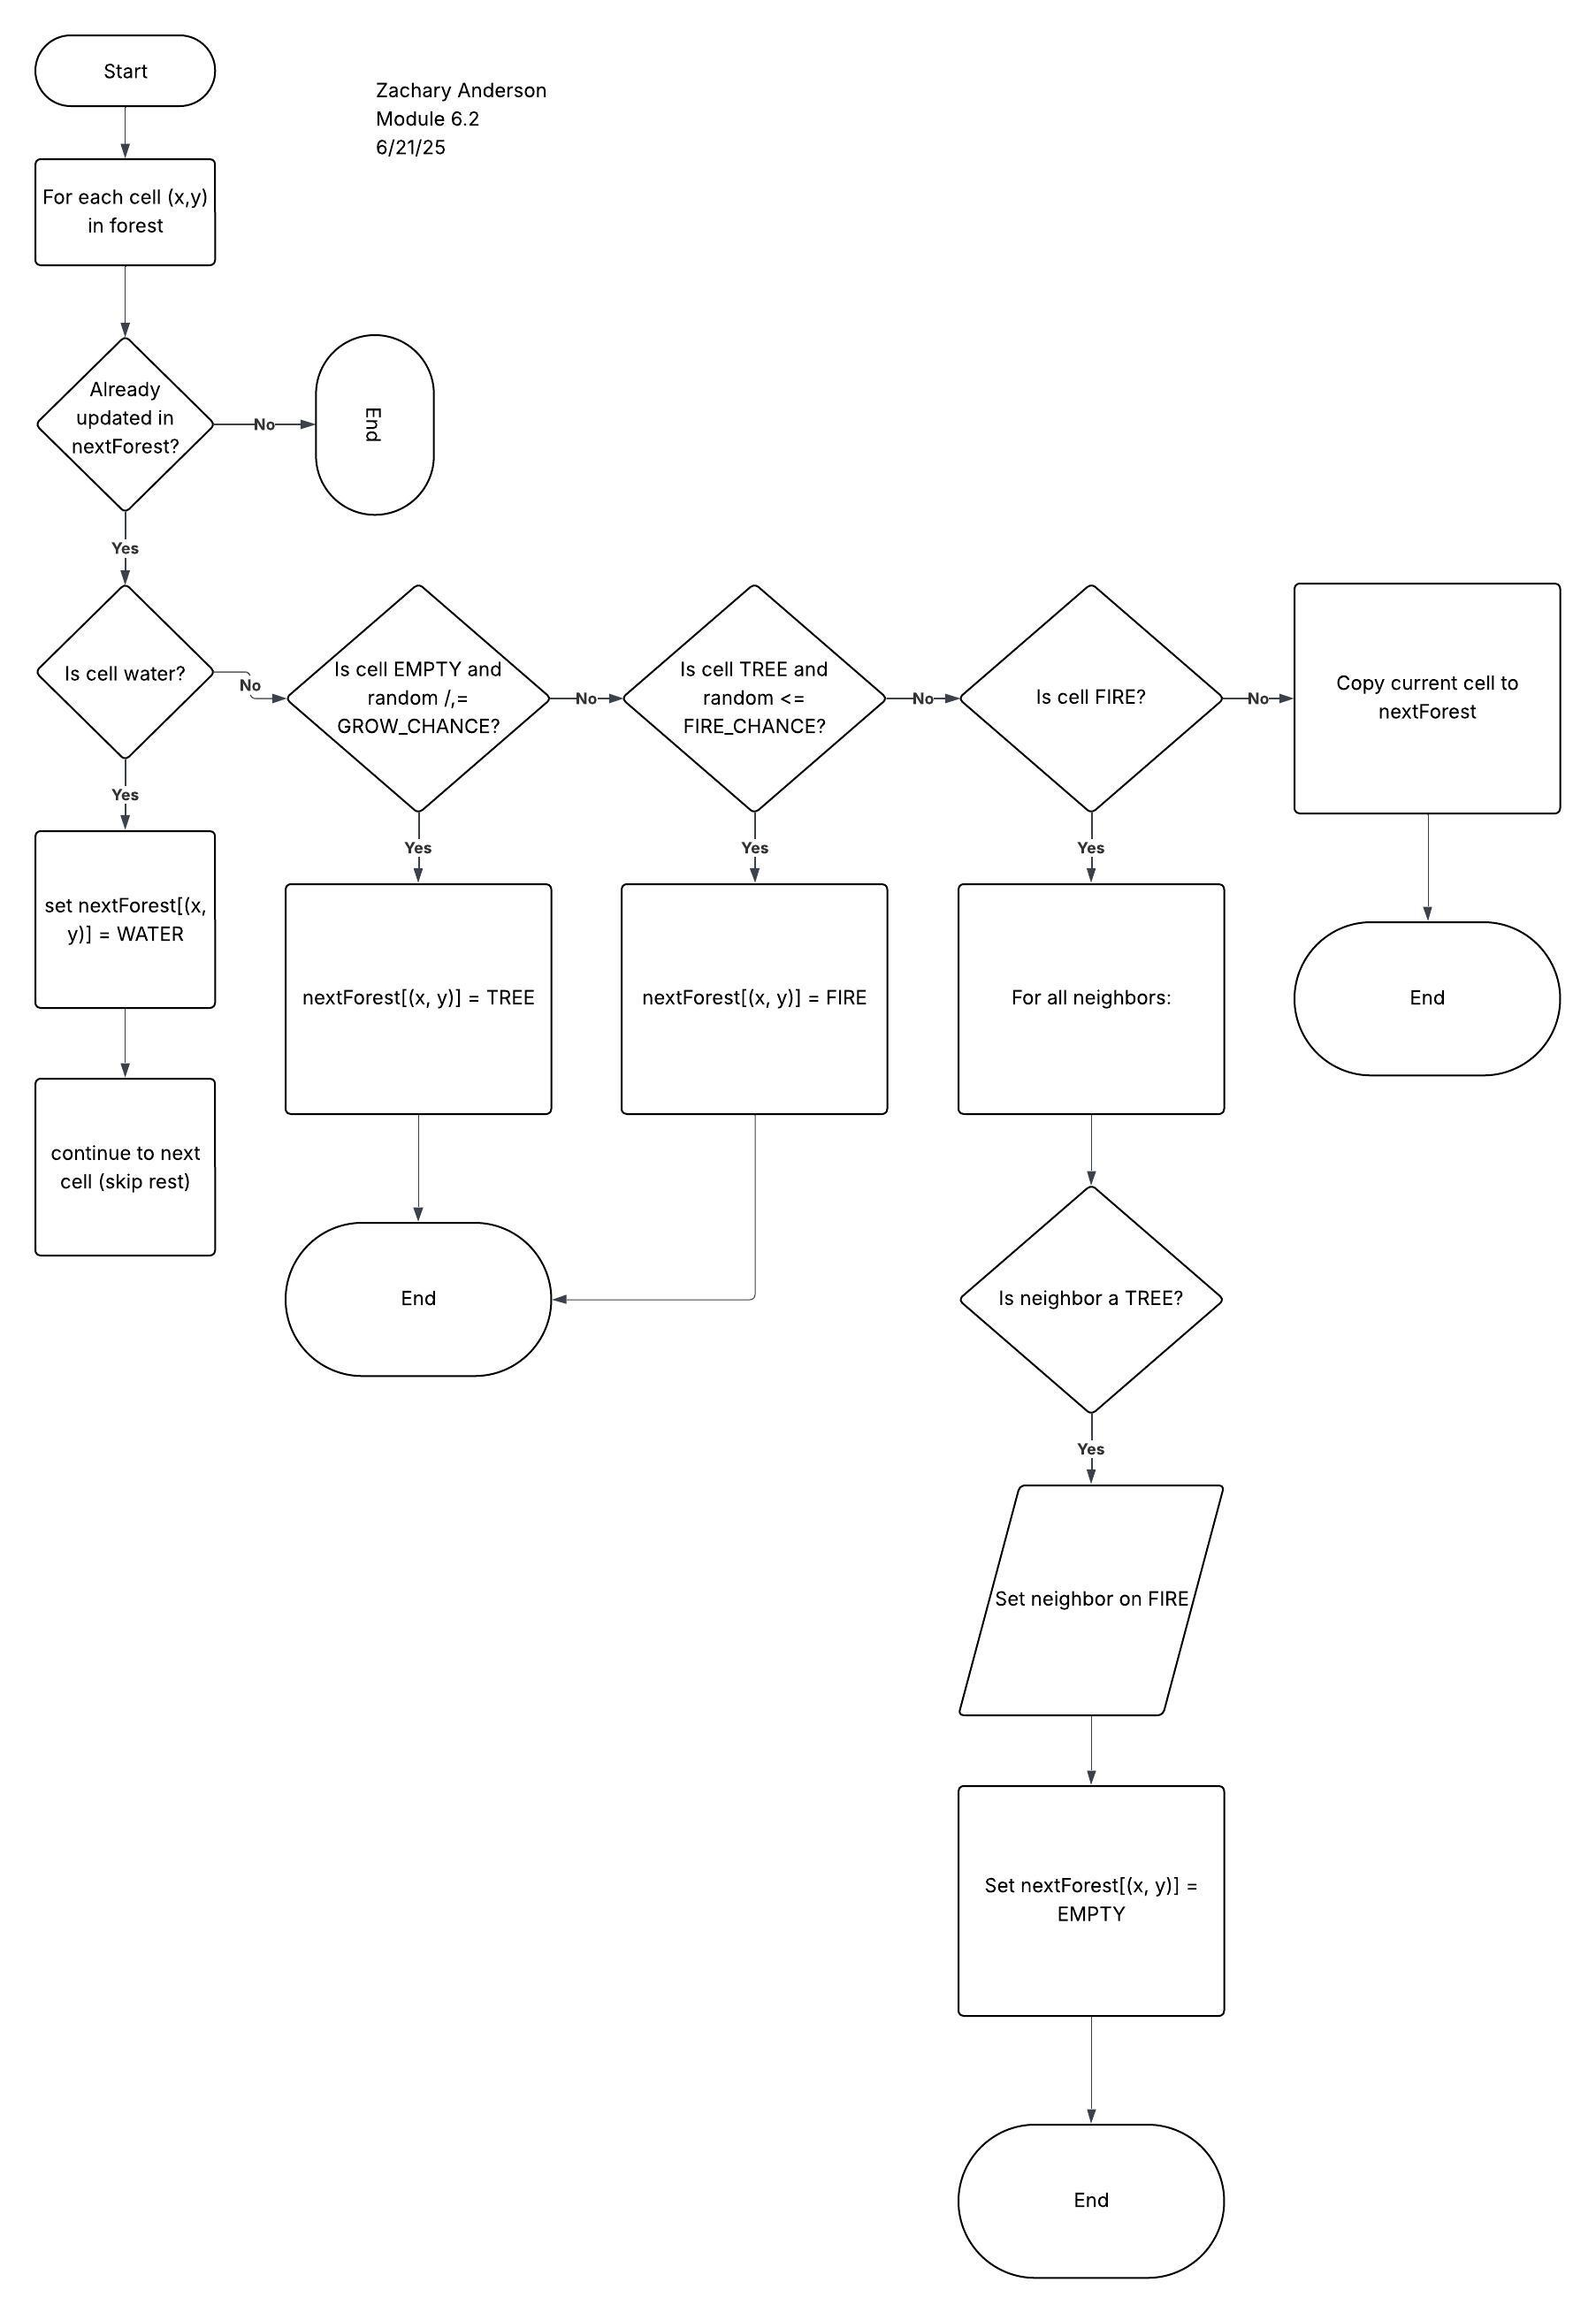 Start
Zachary Anderson
Module 6.2
6/21/25
For each cell (x,y)
in forest
Already
updated in
nextForest?
No
End
Yes
Is cell water?
No
Is cell EMPTY and
random /,=
GROW_CHANCE?
No
Is cell TREE and
random <=
FIRE_CHANCE?
No
Is cell FIRE?
No
Copy current cell to
nextForest
Yes
Yes
Yes
Yes
set nextForest[(x,
y)] = WATER
nextForest[(x, y)] = TREE
nextForest[(x, y)] = FIRE
For all neighbors:
End
continue to next
cell (skip rest)
End
Is neighbor a TREE?
Yes
Set neighbor on FIRE
Set nextForest[(x, y)] =
EMPTY
End